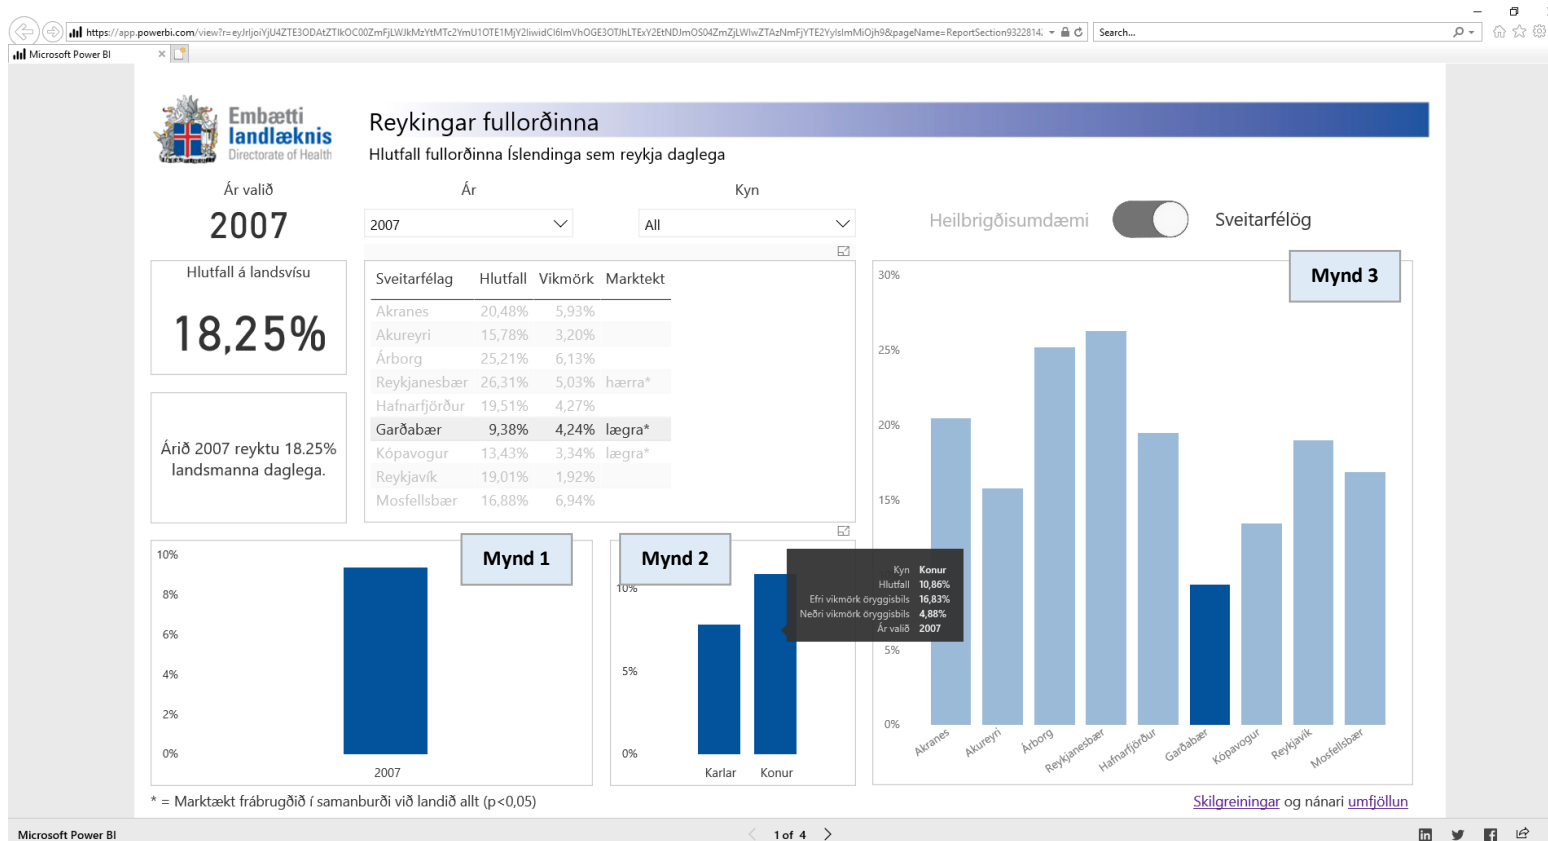 https://app.powerbi.com/view?r=
Search...
Microsoft Power BI
Embætti
landlæknis
Directorate of Health
Reykingar fullorðinna
Hlutfall fullorðinna Íslendinga sem reykja daglega
Ár valið
2007
Ár
2007
Kyn
All
Heilbrigðisumdæmi
Sveitarfélög
Hlutfall á landsvísu
18,25%
Árið 2007 reyktu 18.25%
landsmanna daglega.
Sveitarfélag Hlutfall Vikmörk Marktekt
Akranes 20,48% 5,93%
Akureyri 15,78% 3,20%
Árborg 25,21% 6,13%
Reykjanesbær 26,31% 5,03% hærra*
Hafnarfjörður 19,51% 4,27%
Garðabær 9,38% 4,24% lægra*
Kópavogur 13,43% 3,34% lægra*
Reykjavík 19,01% 1,92%
Mosfellsbær 16,88% 6,94%
Mynd 1
10%
8%
6%
4%
2%
0%
2007
Mynd 2
10%
5%
0%
Karlar Konur
Kyn Konur
Hlutfall 10,86%
Efri vikmörk öryggisbils 16,83%
Neðri vikmörk öryggisbils 4,88%
Ár valið 2007
Mynd 3
30%
25%
20%
15%
5%
0%
Akranes
Akureyri
Árborg
Reykjanesbær
Hafnarfjörður
Garðabær
Kópavogur
Reykjavík
Mosfellsbær
* = Marktækt frábrugðið í samanburði við landið allt (p<0,05)
Skilgreiningar og nánari umfjöllun
Microsoft Power BI
1 of 4